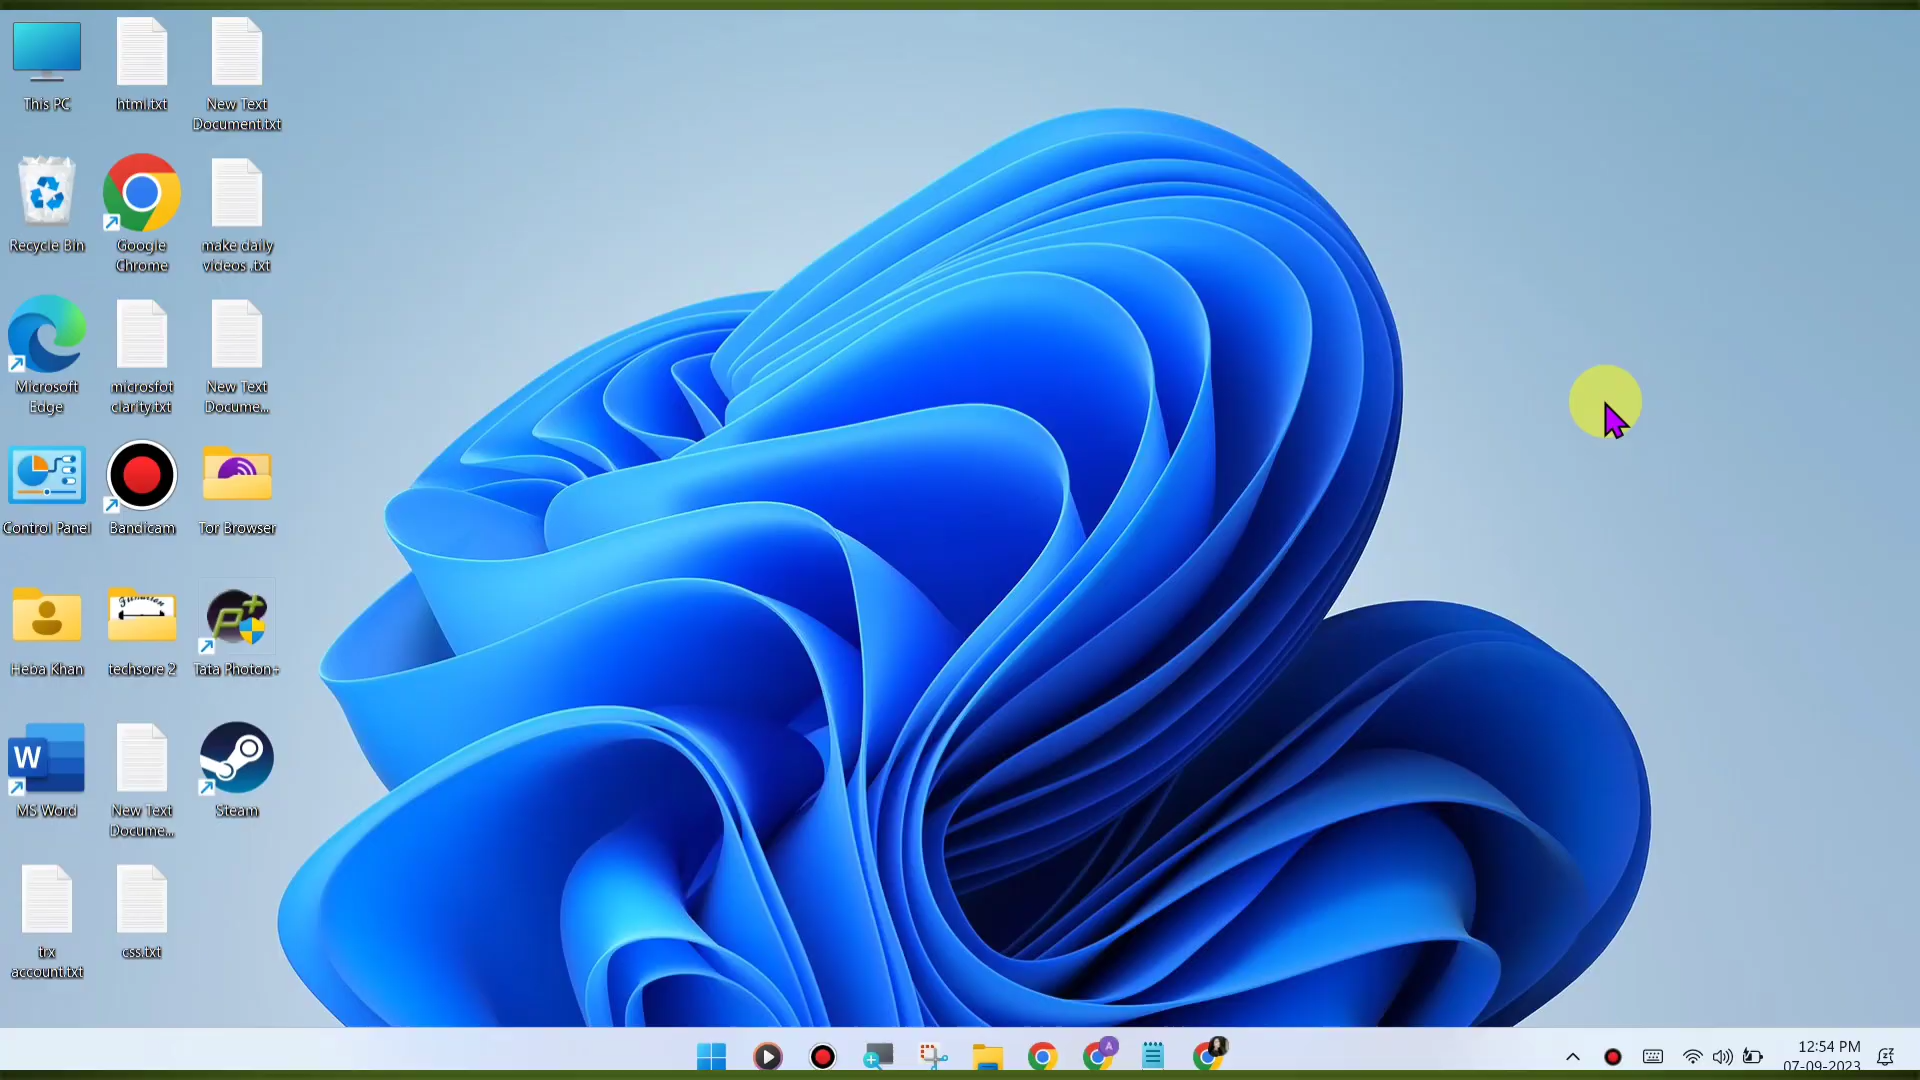 This PC
html.txt
New Text
Document.txt
Recycle Bin
Google
Chrome
make daily
videos .txt
Microsoft
Edge
microsfot
clarity.txt
New Text
Docume...
Control Panel
Bandicam
Tor Browser
Heba Khan
techsore 2
Tata Photon+
W
MS Word
New Text
Docume...
Steam
trx
account.txt
css.txt
A
12:54 PM
07-09-2023